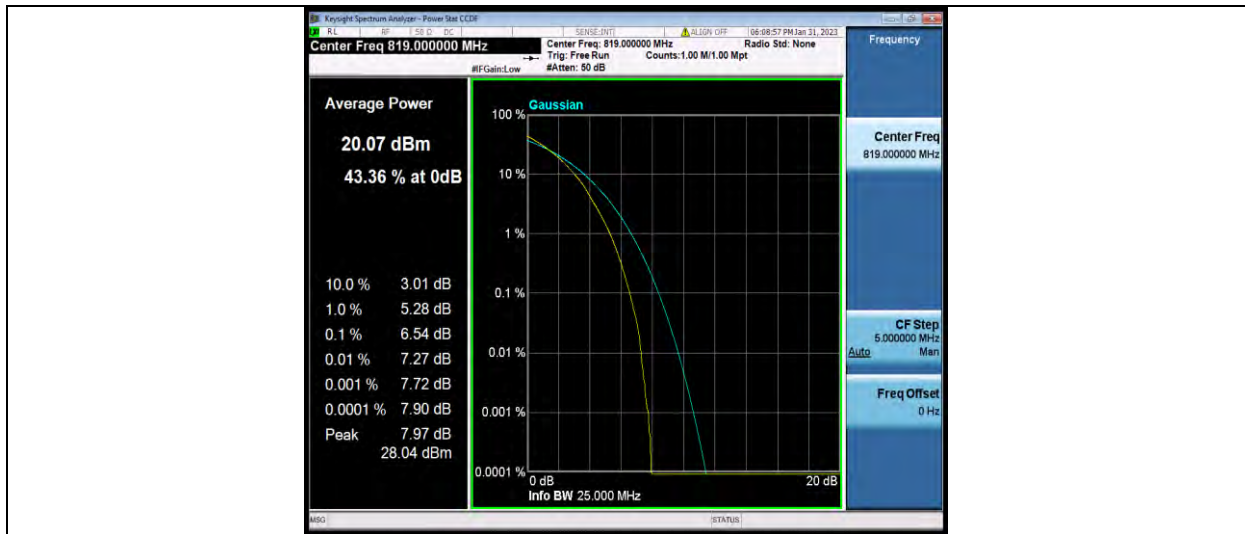 Keysight Spectrum Analyzer - Power Stat CCDF
RL RF 50 Ω DC SENSE:INT ALIGN OFF 06:08:57 PM Jan 31, 2023
Center Freq 819.000000 MHz Center Freq: 819.000000 MHz Radio Std: None
Trig: Free Run Counts:1.00 M/1.00 Mpt
#IFGain:Low #Atten: 50 dB
Average Power
20.07 dBm
43.36 % at 0dB
10.0 % 3.01 dB
1.0 % 5.28 dB
0.1 % 6.54 dB
0.01 % 7.27 dB
0.001 % 7.72 dB
0.0001 % 7.90 dB
Peak 7.97 dB
28.04 dBm
Gaussian
100 %
10 %
1 %
0.1 %
0.01 %
0.001 %
0.0001 %
0 dB 20 dB
Info BW 25.000 MHz
Frequency
Center Freq
819.000000 MHz
CF Step
5.000000 MHz
Auto Man
Freq Offset
0 Hz
MSG STATUS